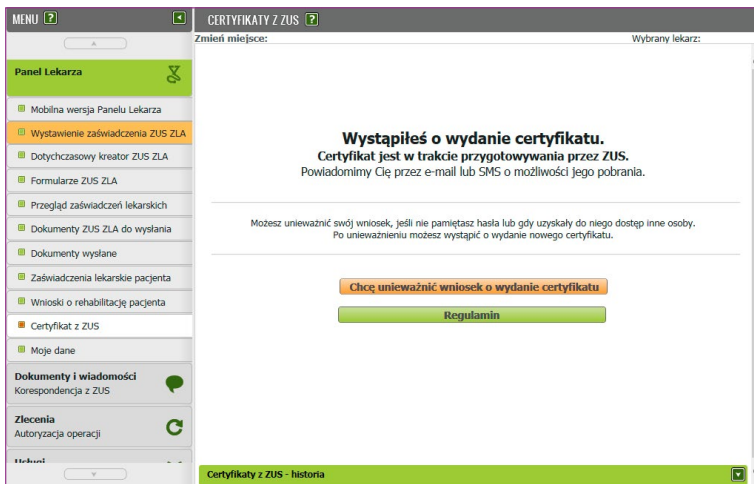 MENU ?
CERTYFIKATY Z ZUS ?
Zmień miejsce:
Wybrany lekarz:
Panel Lekarza
Mobilna wersja Panelu Lekarza
Wystawienie zaświadczenia ZUS ZLA
Dotychczasowy kreator ZUS ZLA
Formularze ZUS ZLA
Przegląd zaświadczeń lekarskich
Dokumenty ZUS ZLA do wysłania
Dokumenty wysłane
Zaświadczenia lekarskie pacjenta
Wnioski o rehabilitację pacjenta
Certyfikat z ZUS
Moje dane
Dokumenty i wiadomości
Korespondencja z ZUS
Zlecenia
Autoryzacja operacji
Usługi
Wystąpiłeś o wydanie certyfikatu.
Certyfikat jest w trakcie przygotowywania przez ZUS.
Powiadomimy Cię przez e-mail lub SMS o możliwości jego pobrania.
Możesz unieważnić swój wniosek, jeśli nie pamiętasz hasła lub gdy uzyskały do niego dostęp inne osoby.
Po unieważnieniu możesz wystąpić o wydanie nowego certyfikatu.
Chcę unieważnić wniosek o wydanie certyfikatu
Regulamin
Certyfikaty z ZUS - historia